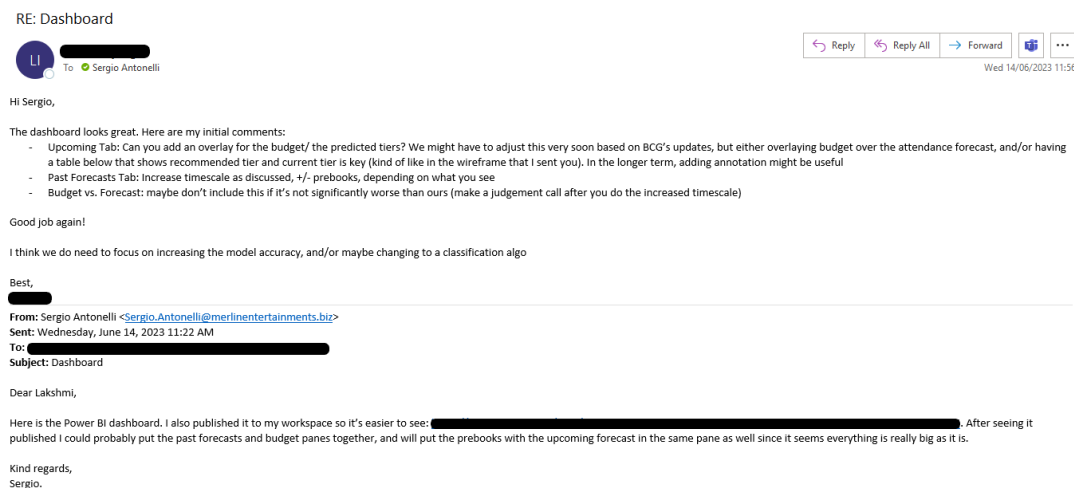 RE: Dashboard
LI
To Sergio Antonelli
Reply
Reply All
Forward
Wed 14/06/2023 11:56
Hi Sergio,
The dashboard looks great. Here are my initial comments:
- Upcoming Tab: Can you add an overlay for the budget/ the predicted tiers? We might have to adjust this very soon based on BCG's updates, but either overlaying budget over the attendance forecast, and/or having
a table below that shows recommended tier and current tier is key (kind of like in the wireframe that I sent you). In the longer term, adding annotation might be useful
- Past Forecasts Tab: Increase timescale as discussed, +/- prebooks, depending on what you see
- Budget vs. Forecast: maybe don't include this if it's not significantly worse than ours (make a judgement call after you do the increased timescale)
Good job again!
I think we do need to focus on increasing the model accuracy, and/or maybe changing to a classification algo
Best,
From: Sergio Antonelli <Sergio.Antonelli@merlinentertainments.biz>
Sent: Wednesday, June 14, 2023 11:22 AM
To:
Subject: Dashboard
Dear Lakshmi,
Here is the Power BI dashboard. I also published it to my workspace so it's easier to see: . After seeing it
published I could probably put the past forecasts and budget panes together, and will put the prebooks with the upcoming forecast in the same pane as well since it seems everything is really big as it is.
Kind regards,
Sergio.